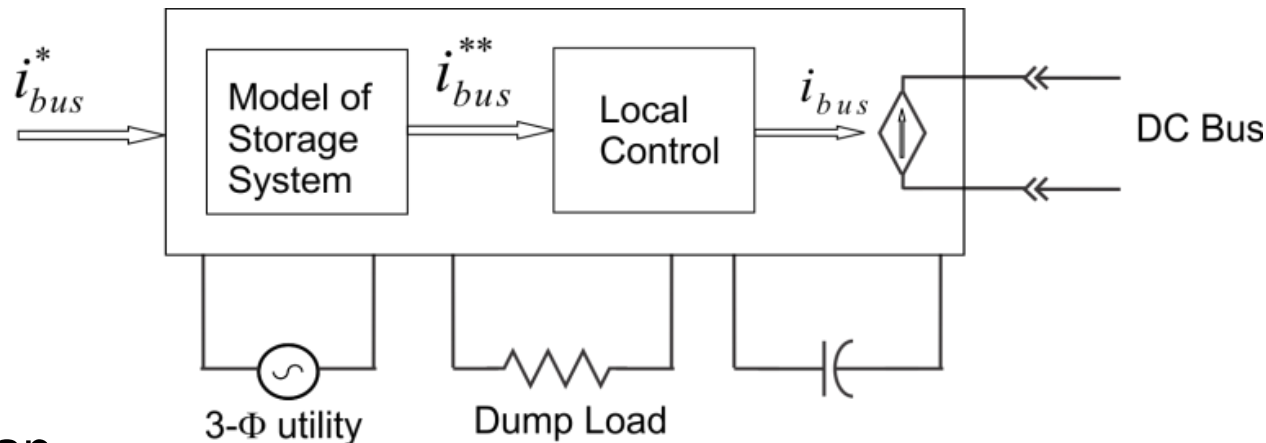 i*bus
Model of
Storage
System
i**bus
Local
Control
ibus
DC Bus
3-Φ utility
Dump Load